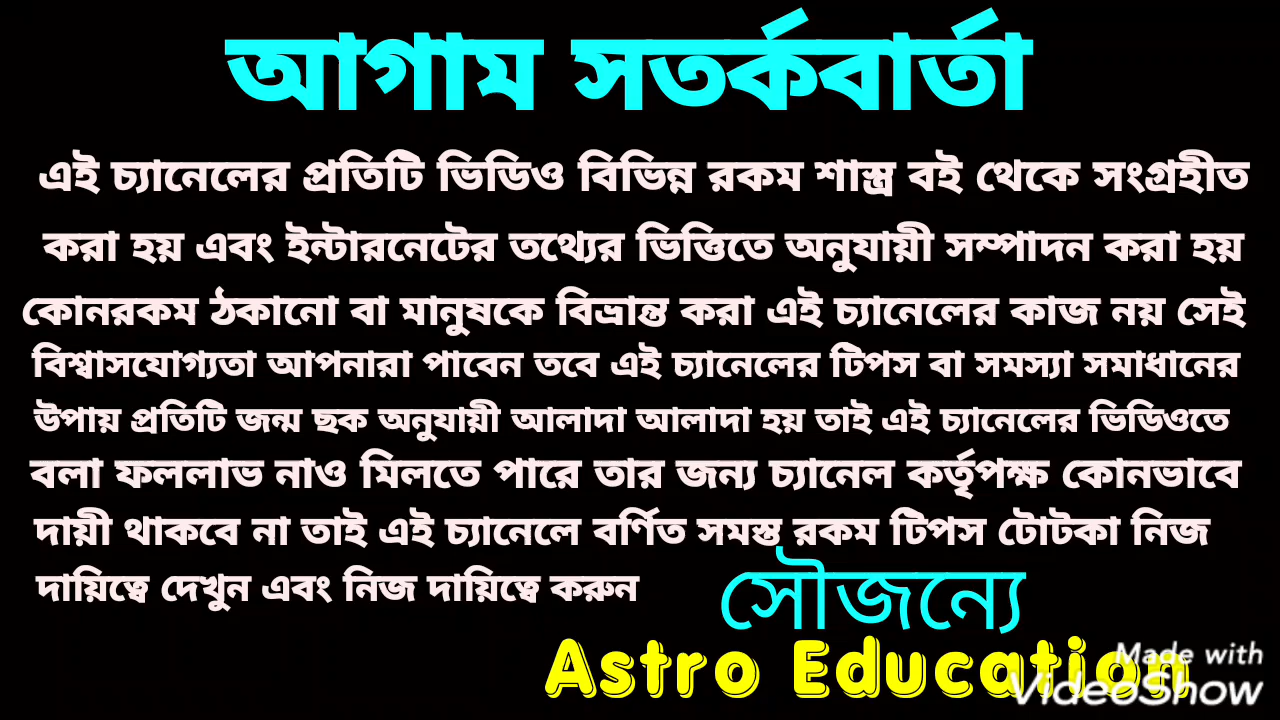 আগাম সতর্কবার্তা
এই চ্যানেলের প্রতিটি ভিডিও বিভিন্ন রকম শাস্ত্র বই থেকে সংগ্রহীত
করা হয় এবং ইন্টারনেটের তথ্যের ভিত্তিতে অনুযায়ী সম্পাদন করা হয়
কোনরকম ঠকানো বা মানুষকে বিভ্রান্ত করা এই চ্যানেলের কাজ নয় সেই
বিশ্বাসযোগ্যতা আপনারা পাবেন তবে এই চ্যানেলের টিপস বা সমস্যা সমাধানের
উপায় প্রতিটি জন্ম ছক অনুযায়ী আলাদা আলাদা হয় তাই এই চ্যানেলের ভিডিওতে
বলা ফললাভ নাও মিলতে পারে তার জন্য চ্যানেল কর্তৃপক্ষ কোনভাবে
দায়ী থাকবে না তাই এই চ্যানেলে বর্ণিত সমস্ত রকম টিপস টোটকা নিজ
দায়িত্বে দেখুন এবং নিজ দায়িত্বে করুন
সৌজন্যে
Astro Education
Made with
VideoShow